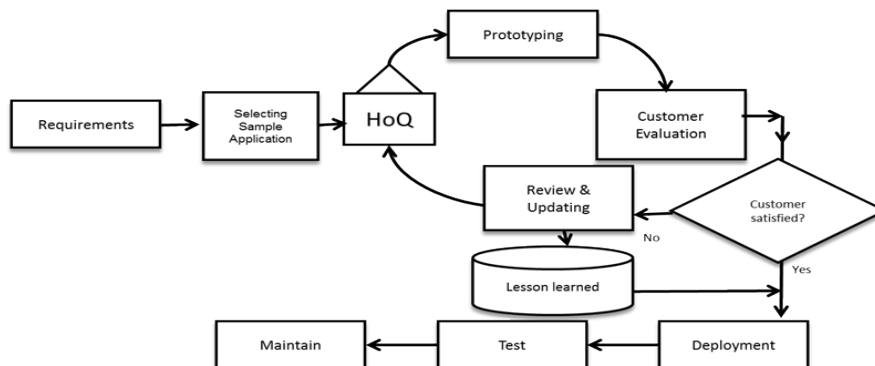 Prototyping
Requirements
Selecting
Sample
Application
HoQ
Customer
Evaluation
Review &
Updating
Customer
satisfied?
No
Yes
Lesson learned
Maintain
Test
Deployment